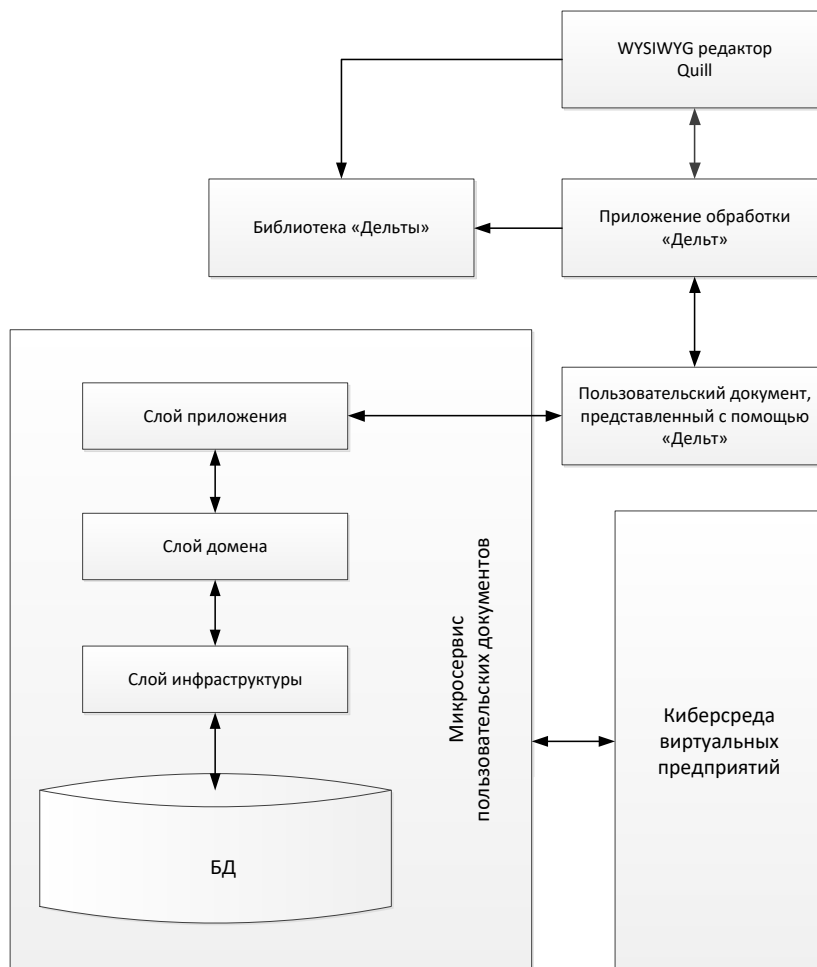 WYSIWYG редактор
Quill
Библиотека «Дельты»
Приложение обработки
«Дельт»
Пользовательский документ,
представленный с помощью
«Дельт»
Слой приложения
Слой домена
Слой инфраструктуры
БД
Микросервис
пользовательских документов
Киберсреда
виртуальных
предприятий